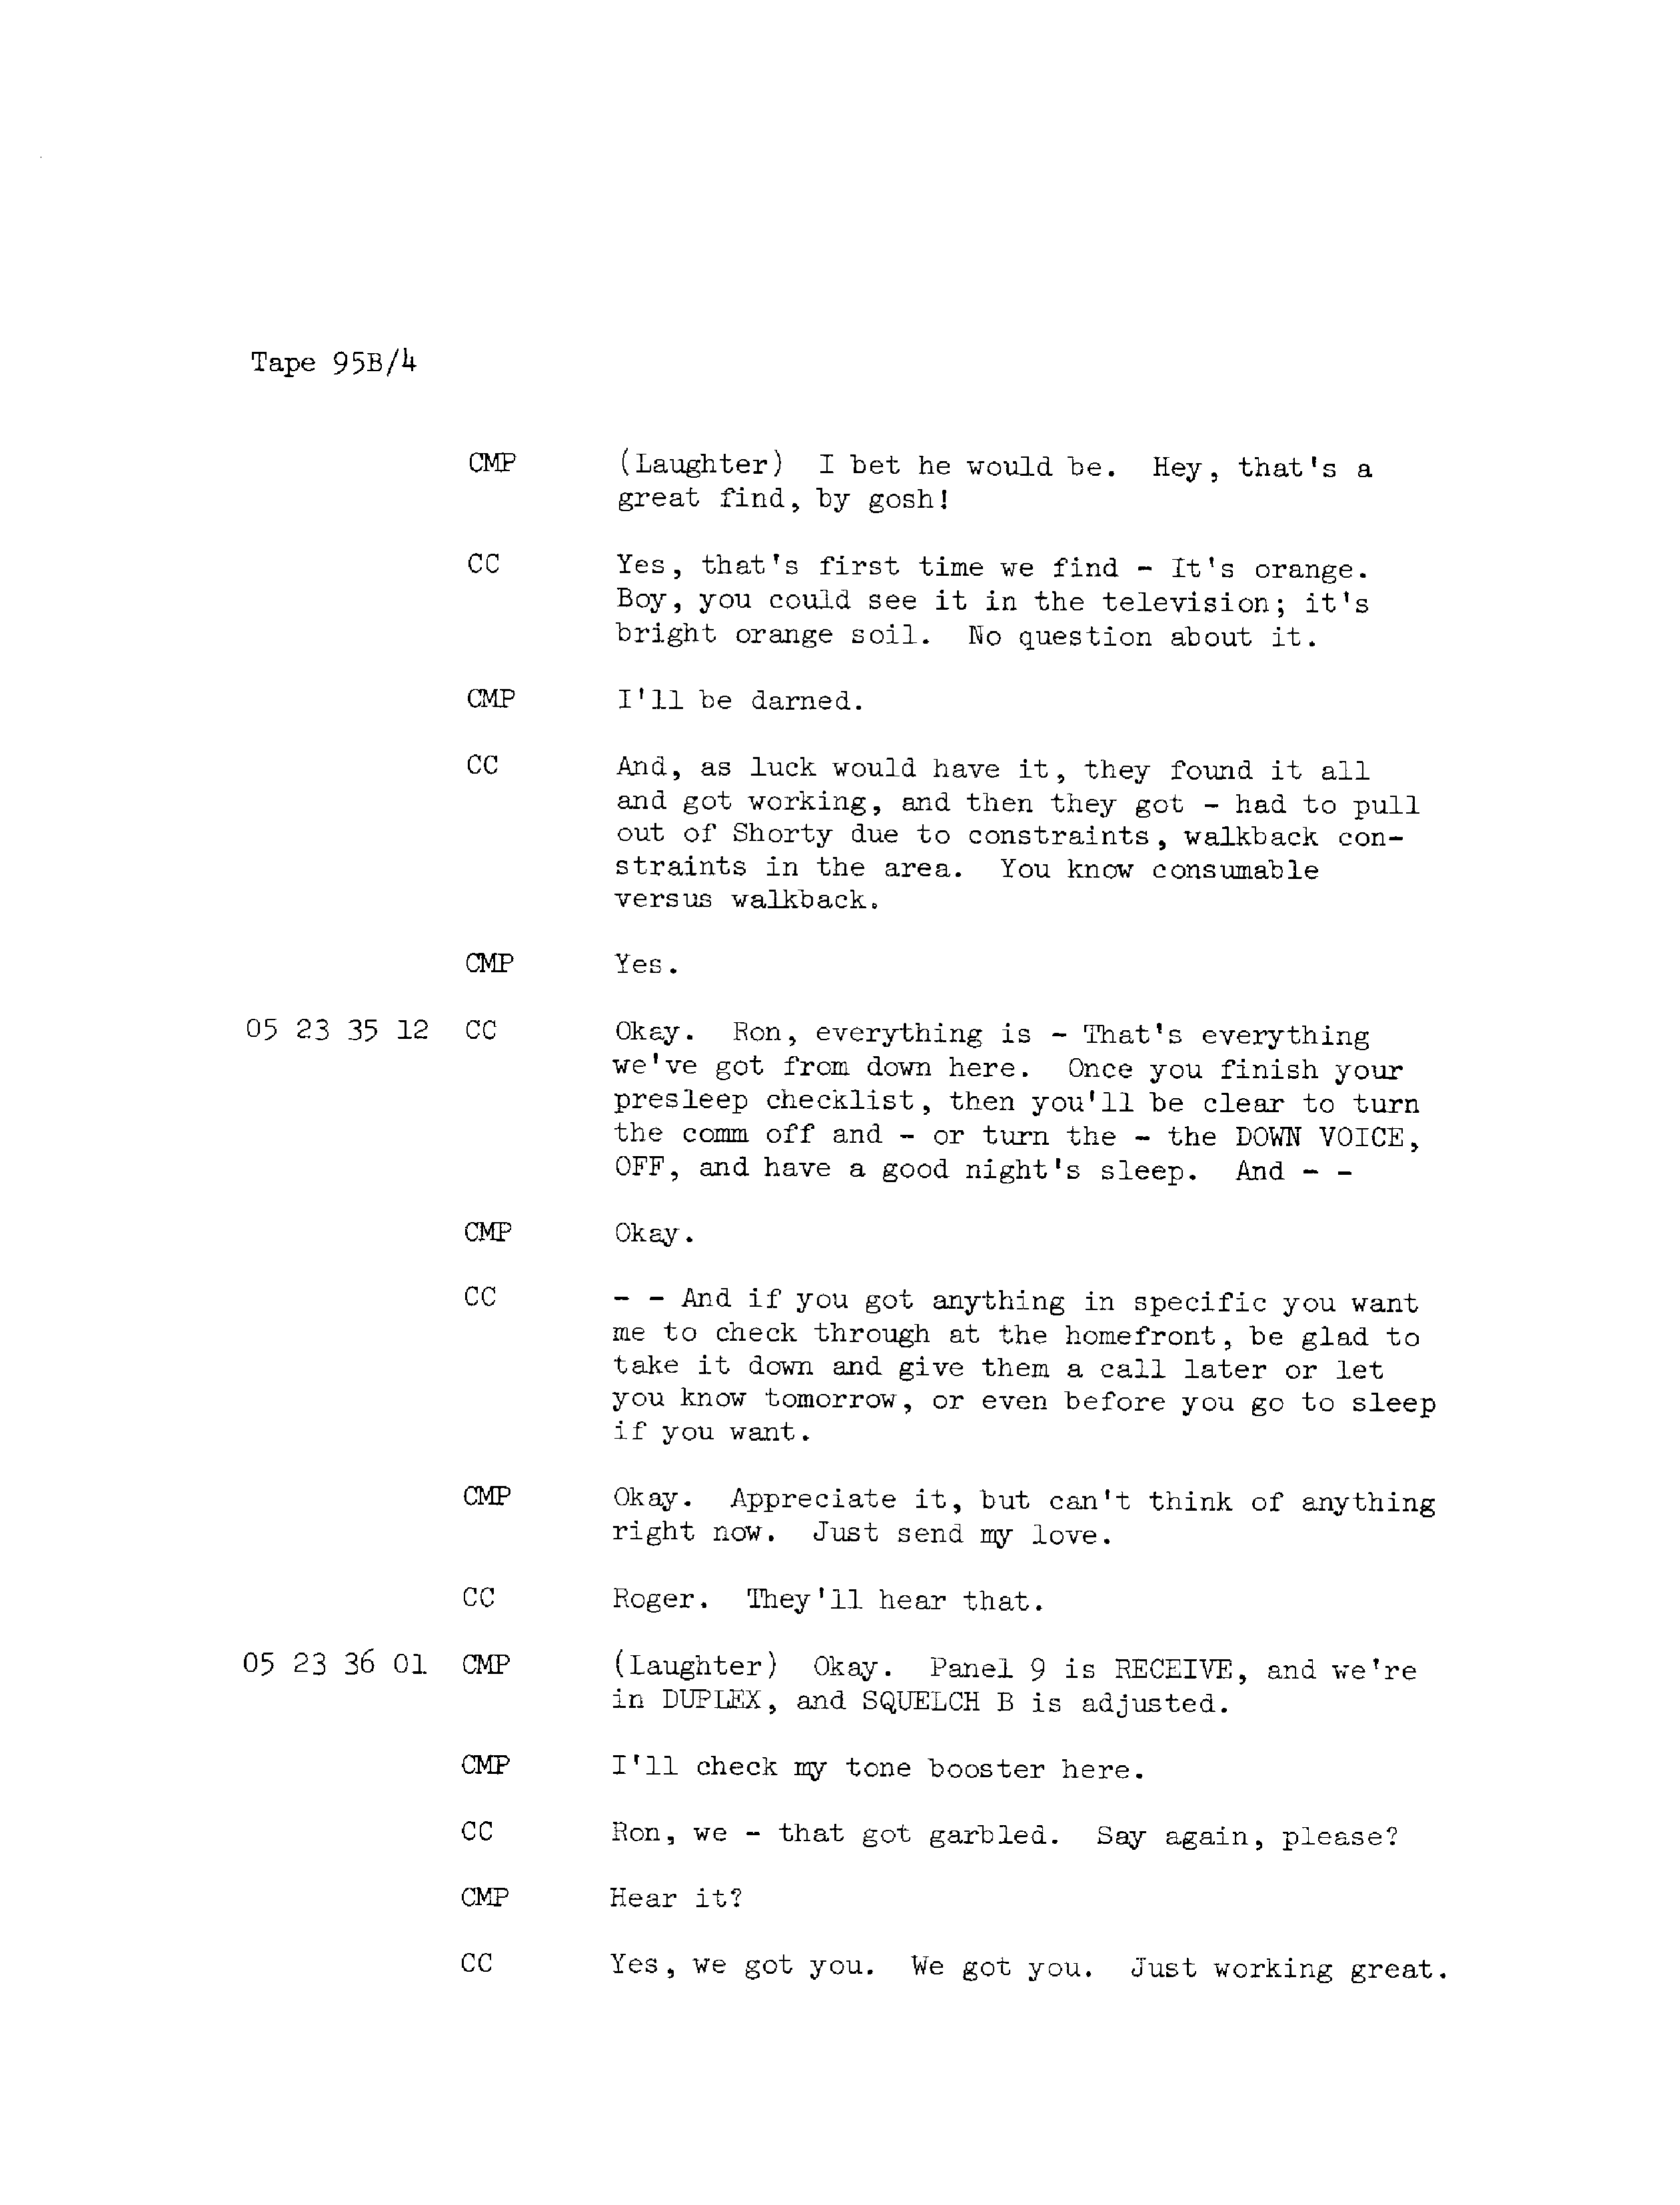 Tape 95B/4
CMP (Laughter) I bet he would be. Hey, that's a
great find, by gosh!
CC Yes, that's first time we find - It's orange.
Boy, you could see it in the television; it's
bright orange soil. No question about it.
CMP I'll be darned.
CC And, as luck would have it, they found it all
and got working, and then they got - had to pull
out of Shorty due to constraints, walkback con-
straints in the area. You know consumable
versus walkback.
CMP Yes.
05 23 35 12 CC Okay. Ron, everything is - That's everything
we've got from down here. Once you finish your
presleep checklist, then you'll be clear to turn
the comm off and - or turn the - the DOWN VOICE,
OFF, and have a good night's sleep. And - -
CMP Okay.
CC - - And if you got anything in specific you want
me to check through at the homefront, be glad to
take it down and give them a call later or let
you know tomorrow, or even before you go to sleep
if you want.
CMP Okay. Appreciate it, but can't think of anything
right now. Just send my love.
CC Roger. They'll hear that.
05 23 36 01 CMP (Laughter) Okay. Panel 9 is RECEIVE, and we're
in DUPLEX, and SQUELCH B is adjusted.
CMP I'll check my tone booster here.
CC Ron, we - that got garbled. Say again, please?
CMP Hear it?
CC Yes, we got you. We got you. Just working great.